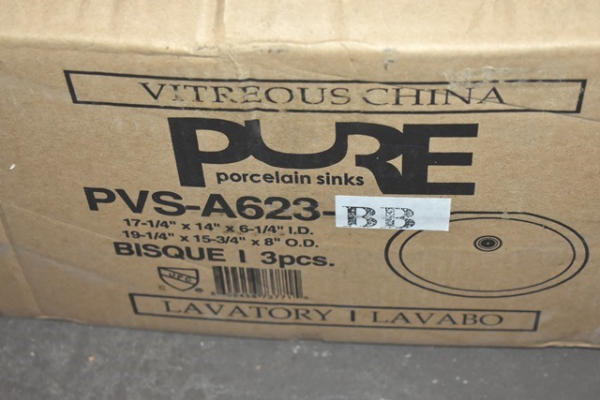 VITREOUS CHINA
PURE
porcelain sinks
PVS-A623-BB
17-1/4" x 14" x 6-1/4" I.D.
19-1/4" x 15-3/4" x 8" O.D.
BISQUE | 3pcs.
UPC
LAVATORY | LAVABO